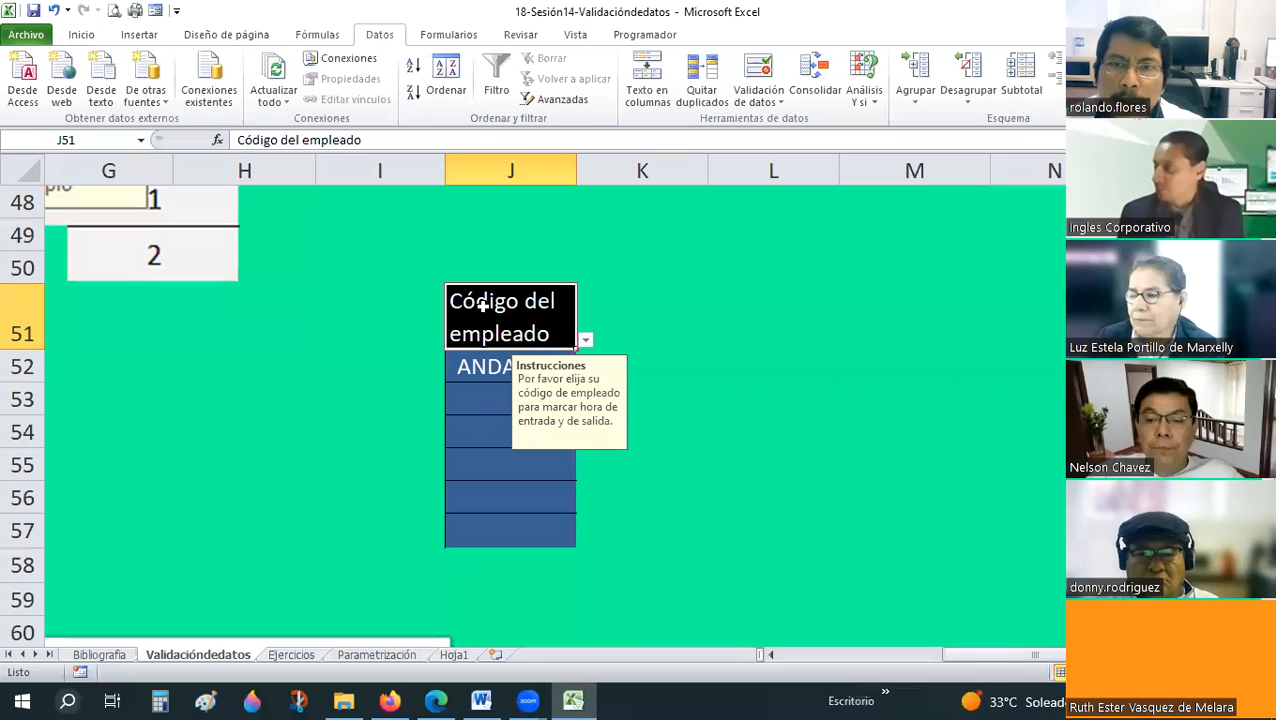 18-Sesión14-Validacióndedatos - Microsoft Excel
Archivo Inicio Insertar Diseño de página Fórmulas Datos Formularios Revisar Vista Programador
Desde Access
Desde web
Desde texto
De otras fuentes
Conexiones existentes
Obtener datos externos
Actualizar todo
Conexiones
Propiedades
Editar vínculos
Conexiones
Ordenar
Filtro
Borrar
Volver a aplicar
Avanzadas
Ordenar y filtrar
Texto en columnas
Quitar duplicados
Validación de datos
Consolidar
Análisis Y si
Herramientas de datos
Agrupar
Desagrupar
Subtotal
Esquema
J51 fx Código del empleado
G H I J K L M N
48 1
49
50 2
51 Código del
empleado
52
53
54
55
56
57
58
59
60
Instrucciones
Por favor elija su
código de empleado
para marcar hora de
entrada y de salida.
Bibliografia Validacióndedatos Ejercicios Parametrización Hoja1
Listo
W zoom Escritorio » 33°C
rolando.flores
Ingles Corporativo
Luz Estela Portillo de Marxelly
Nelson Chavez
donny.rodriguez
Ruth Ester Vasquez de Melara